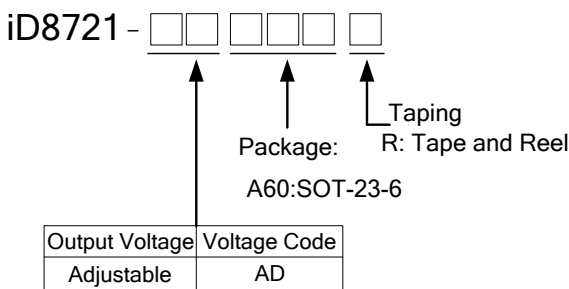 iD8721 -
Taping
R: Tape and Reel
Package:
A60:SOT-23-6
Output Voltage Voltage Code
Adjustable AD